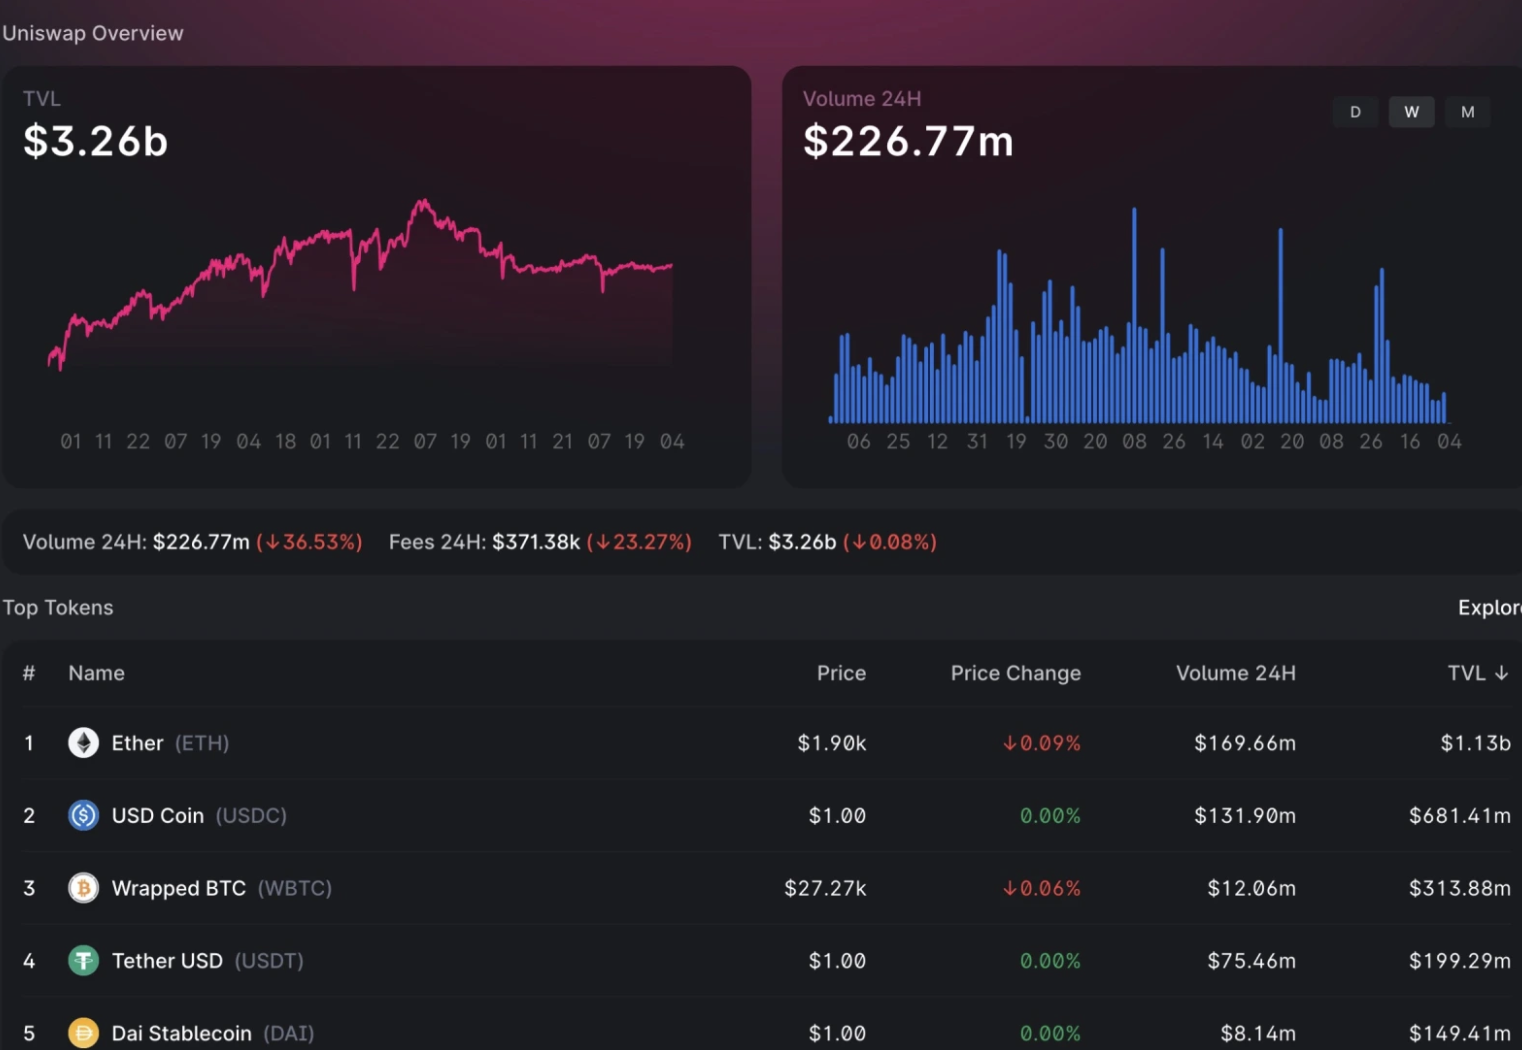 Uniswap Overview
TVL
$3.26b
Volume 24H
$226.77m
D W M
01 11 22 07 19 04 18 01 11 22 07 19 01 11 21 07 19 04
06 25 12 31 19 30 20 08 26 14 02 20 08 26 16 04
Volume 24H: $226.77m (↓36.53%) Fees 24H: $371.38k (↓23.27%) TVL: $3.26b (↓0.08%)
Top Tokens Explore
# Name Price Price Change Volume 24H TVL ↓
1 Ether (ETH) $1.90k ↓0.09% $169.66m $1.13b
2 USD Coin (USDC) $1.00 0.00% $131.90m $681.41m
3 Wrapped BTC (WBTC) $27.27k ↓0.06% $12.06m $313.88m
4 Tether USD (USDT) $1.00 0.00% $75.46m $199.29m
5 Dai Stablecoin (DAI) $1.00 0.00% $8.14m $149.41m